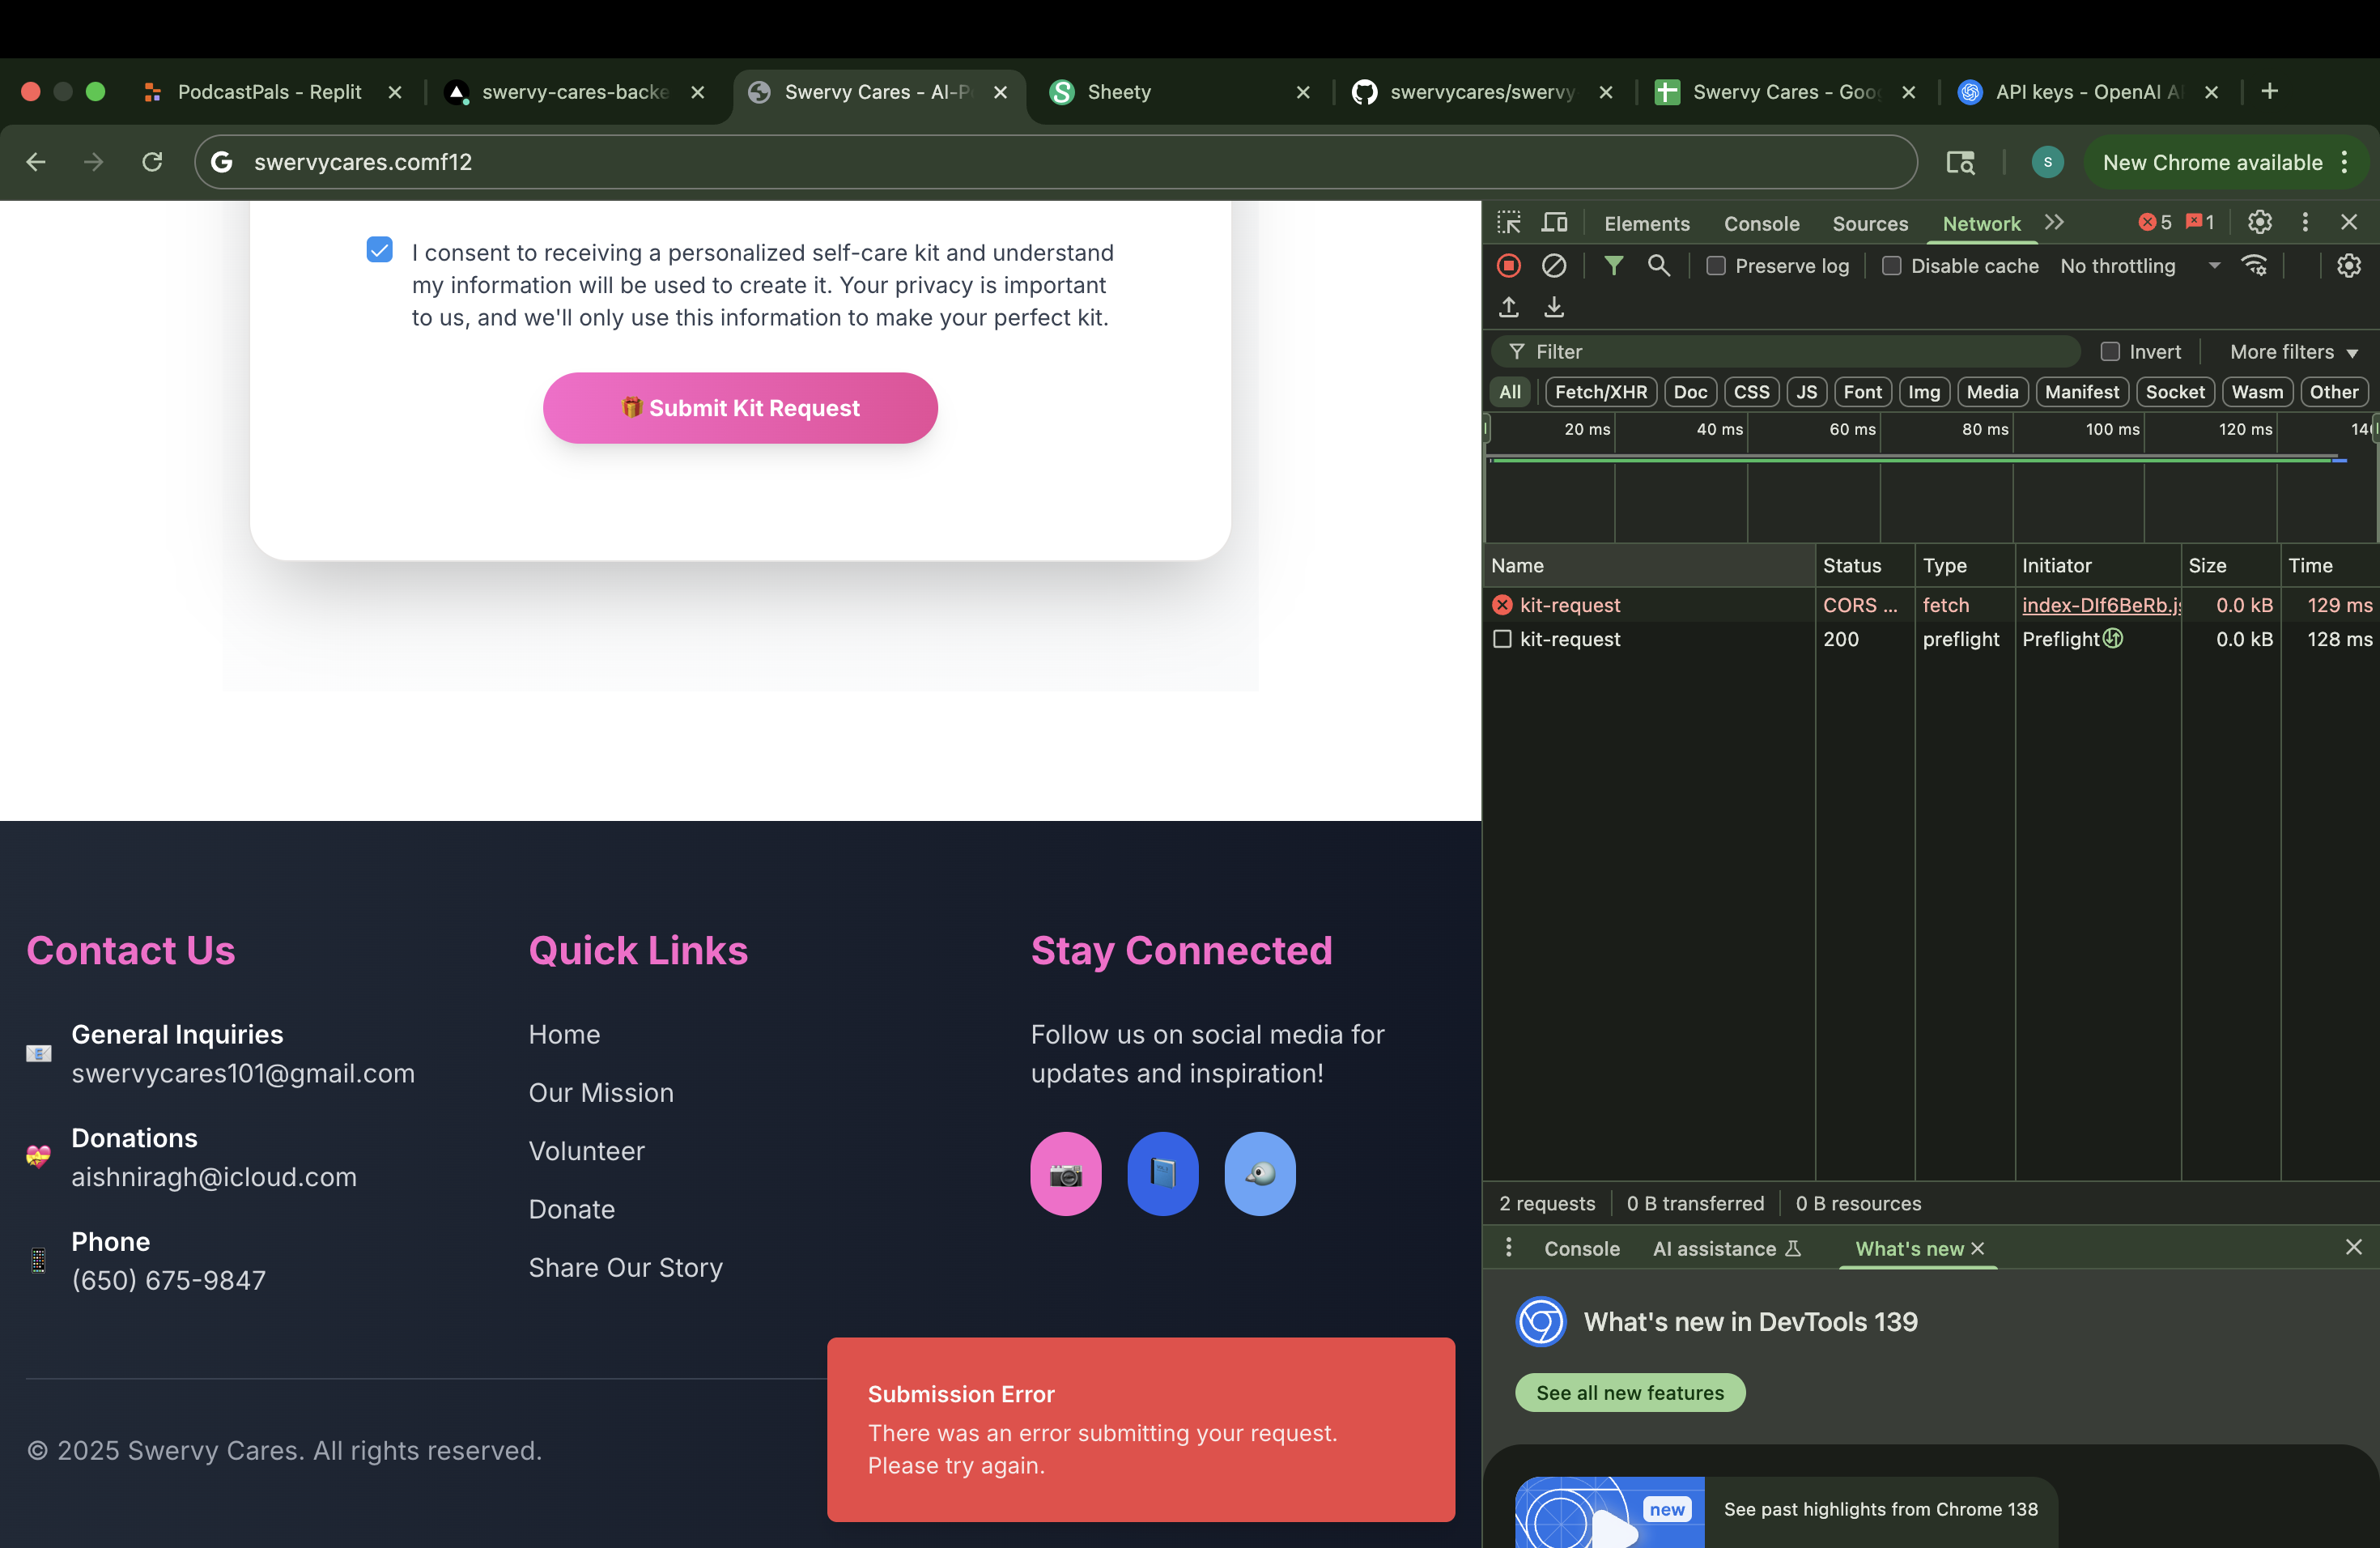 PodcastPals - Replit
swervy-cares-backe
Swervy Cares - AI-P
Sheety
swervycares/swervy
Swervy Cares - Goo
API keys - OpenAI A
swervycares.comf12
S
New Chrome available
I consent to receiving a personalized self-care kit and understand
my information will be used to create it. Your privacy is important
to us, and we'll only use this information to make your perfect kit.
Submit Kit Request
Contact Us
General Inquiries
swervycares101@gmail.com
Donations
aishniragh@icloud.com
Phone
(650) 675-9847
Quick Links
Home
Our Mission
Volunteer
Donate
Share Our Story
Stay Connected
Follow us on social media for
updates and inspiration!
© 2025 Swervy Cares. All rights reserved.
Submission Error
There was an error submitting your request.
Please try again.
Elements Console Sources Network 5 1
Preserve log Disable cache No throttling
Filter Invert More filters
All Fetch/XHR Doc CSS JS Font Img Media Manifest Socket Wasm Other
20 ms 40 ms 60 ms 80 ms 100 ms 120 ms 140
Name Status Type Initiator Size Time
kit-request CORS ... fetch index-DIf6BeRb.js 0.0 kB 129 ms
kit-request 200 preflight Preflight 0.0 kB 128 ms
2 requests 0 B transferred 0 B resources
Console AI assistance What's new
What's new in DevTools 139
See all new features
new
See past highlights from Chrome 138